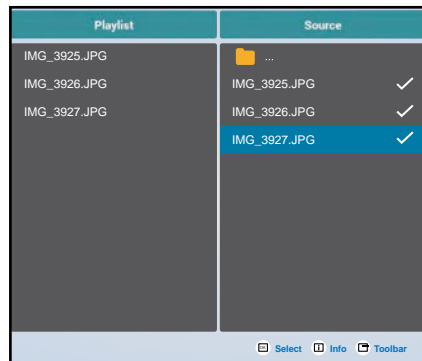 Playlist
IMG_3925.JPG
IMG_3926.JPG
IMG_3927.JPG
Source
...
IMG_3925.JPG
IMG_3926.JPG
IMG_3927.JPG
Select Info Toolbar